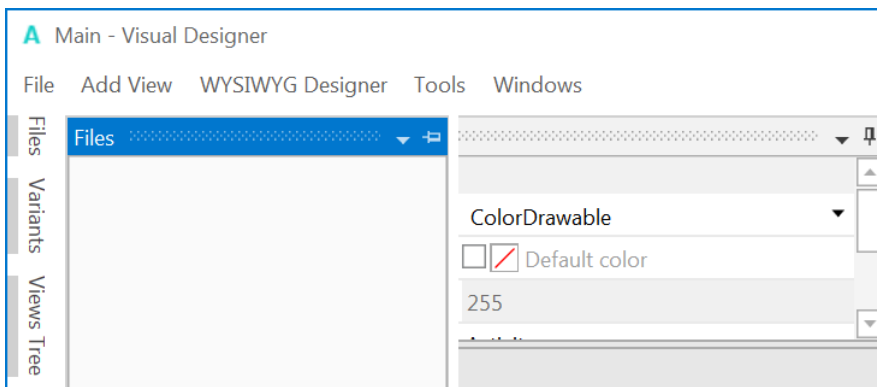 Main - Visual Designer
File Add View WYSIWYG Designer Tools Windows
Files
Variants
Views Tree
Files
ColorDrawable
Default color
255